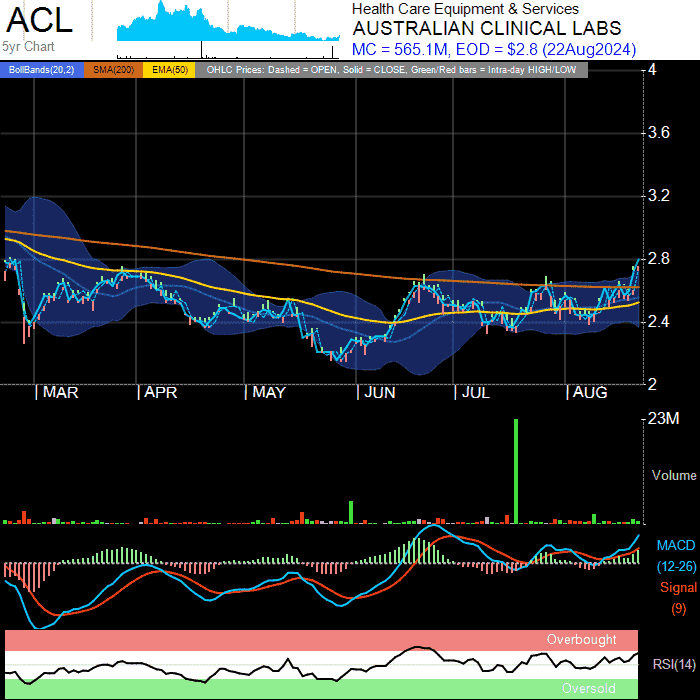 ACL
5yr Chart
Health Care Equipment & Services
AUSTRALIAN CLINICAL LABS
MC = 565.1M, EOD = $2.8 (22Aug2024)
BollBands(20,2) SMA(200) EMA(50) OHLC Prices: Dashed = OPEN, Solid = CLOSE, Green/Red bars = Intra-day HIGH/LOW
4
3.6
3.2
2.8
2.4
2
| MAR | APR | MAY | JUN | JUL | AUG
23M
Volume
MACD
(12-26)
Signal
(9)
Overbought
RSI(14)
Oversold